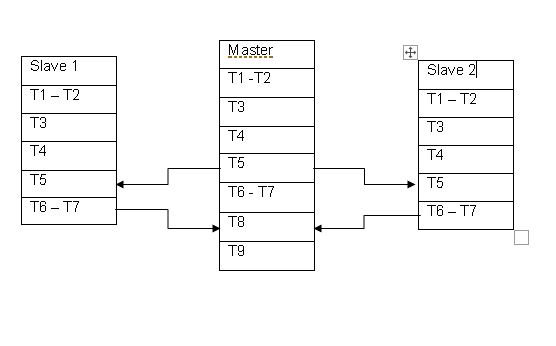 Slave 1
T1 – T2
T3
T4
T5
T6 – T7
Master
T1 -T2
T3
T4
T5
T6 - T7
T8
T9
Slave 2
T1 – T2
T3
T4
T5
T6 – T7